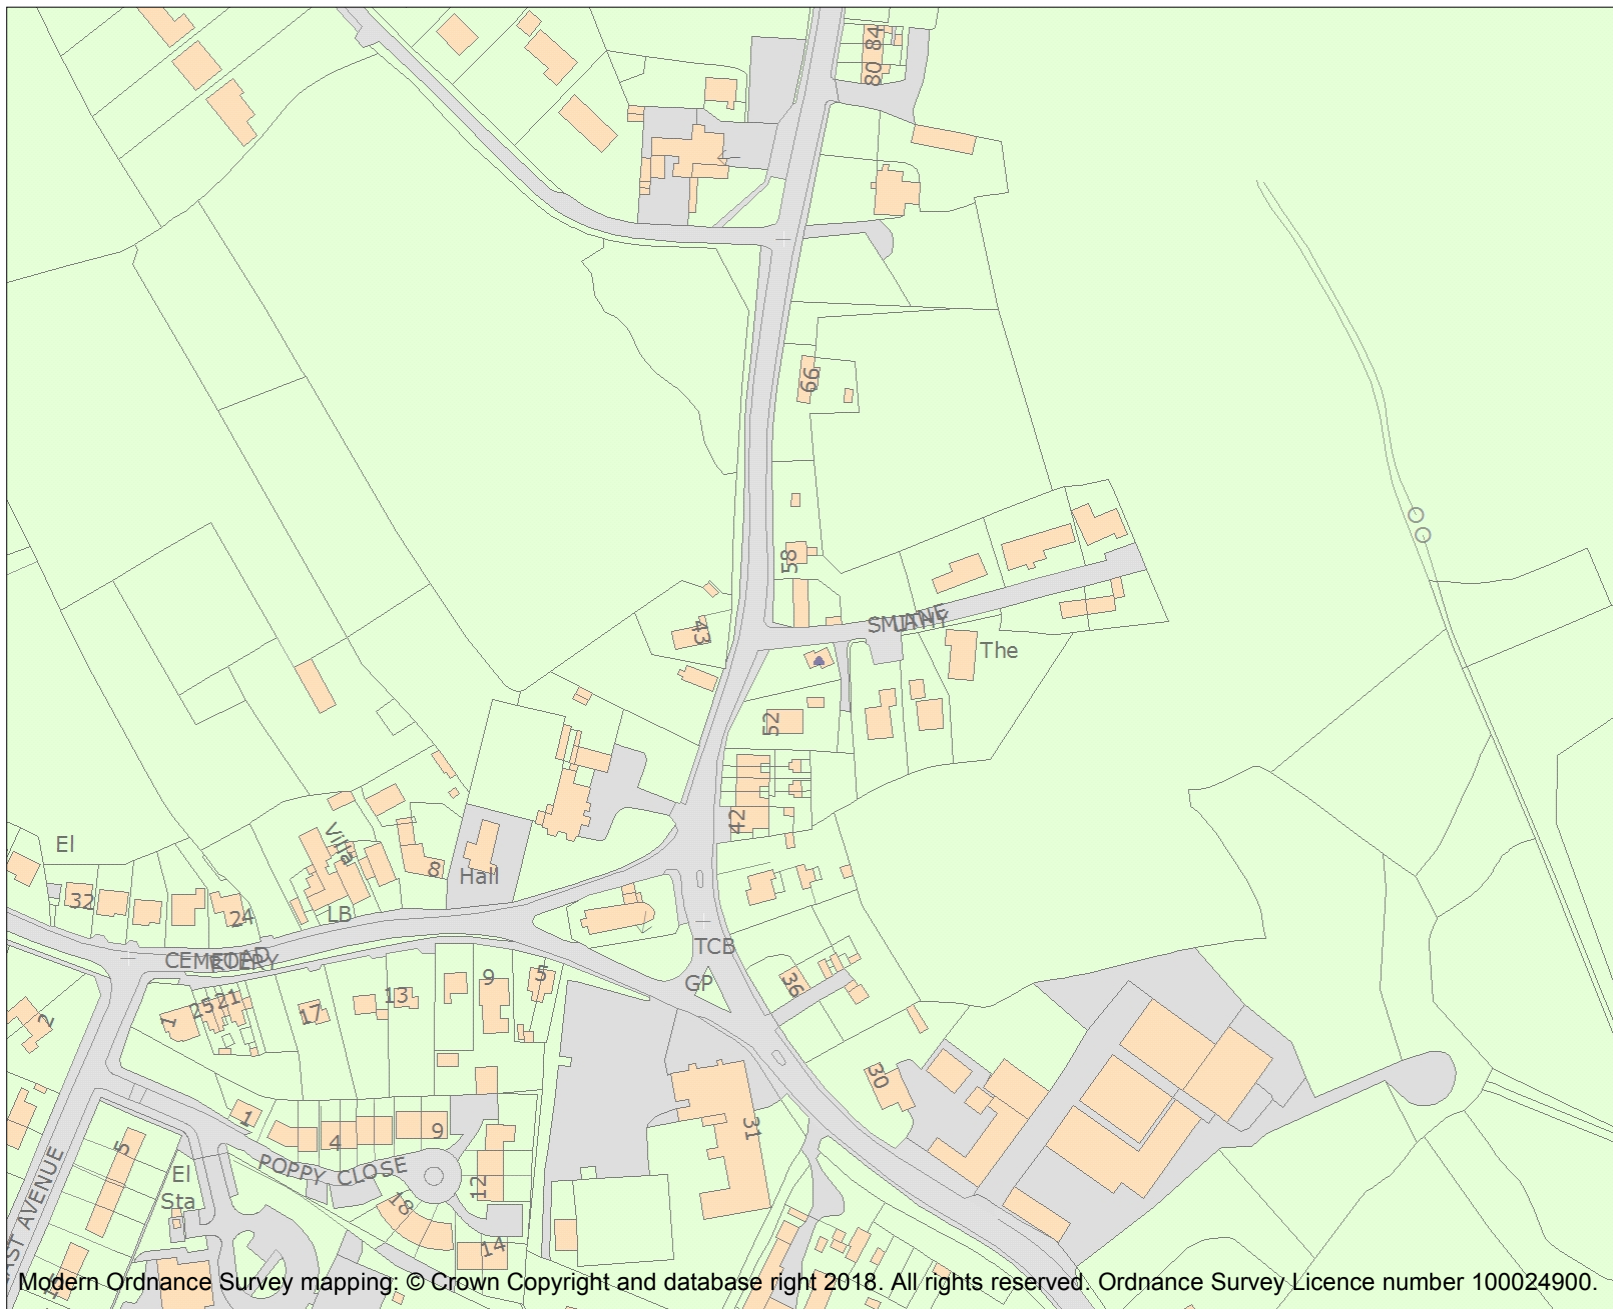 84
80
66
58
SMITHY
LANE
43
The
52
42
El
Villa
8
Hall
32
24
LB
CEMETERY
ROAD
TCB
GP
9
5
36
13
25
21
17
1
2
30
1
4
9
31
5
POPPY CLOSE
El
Sta
12
18
14
EAST AVENUE
Modern Ordnance Survey mapping: © Crown Copyright and database right 2018. All rights reserved. Ordnance Survey Licence number 100024900.